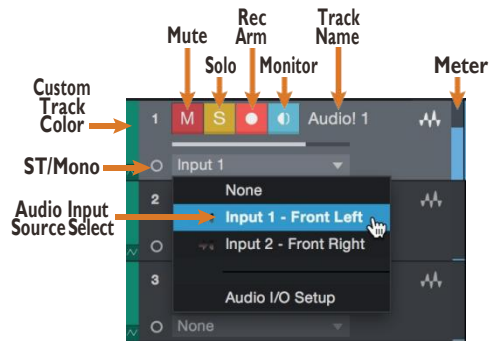 Rec
Mute Arm Track
Name
Solo Monitor
Meter
Custom
Track
Color
1 M S Audio! 1
ST/Mono
Input 1
2
None
Audio Input
Source Select
Input 1 - Front Left
Input 2 - Front Right
3
Audio I/O Setup
None